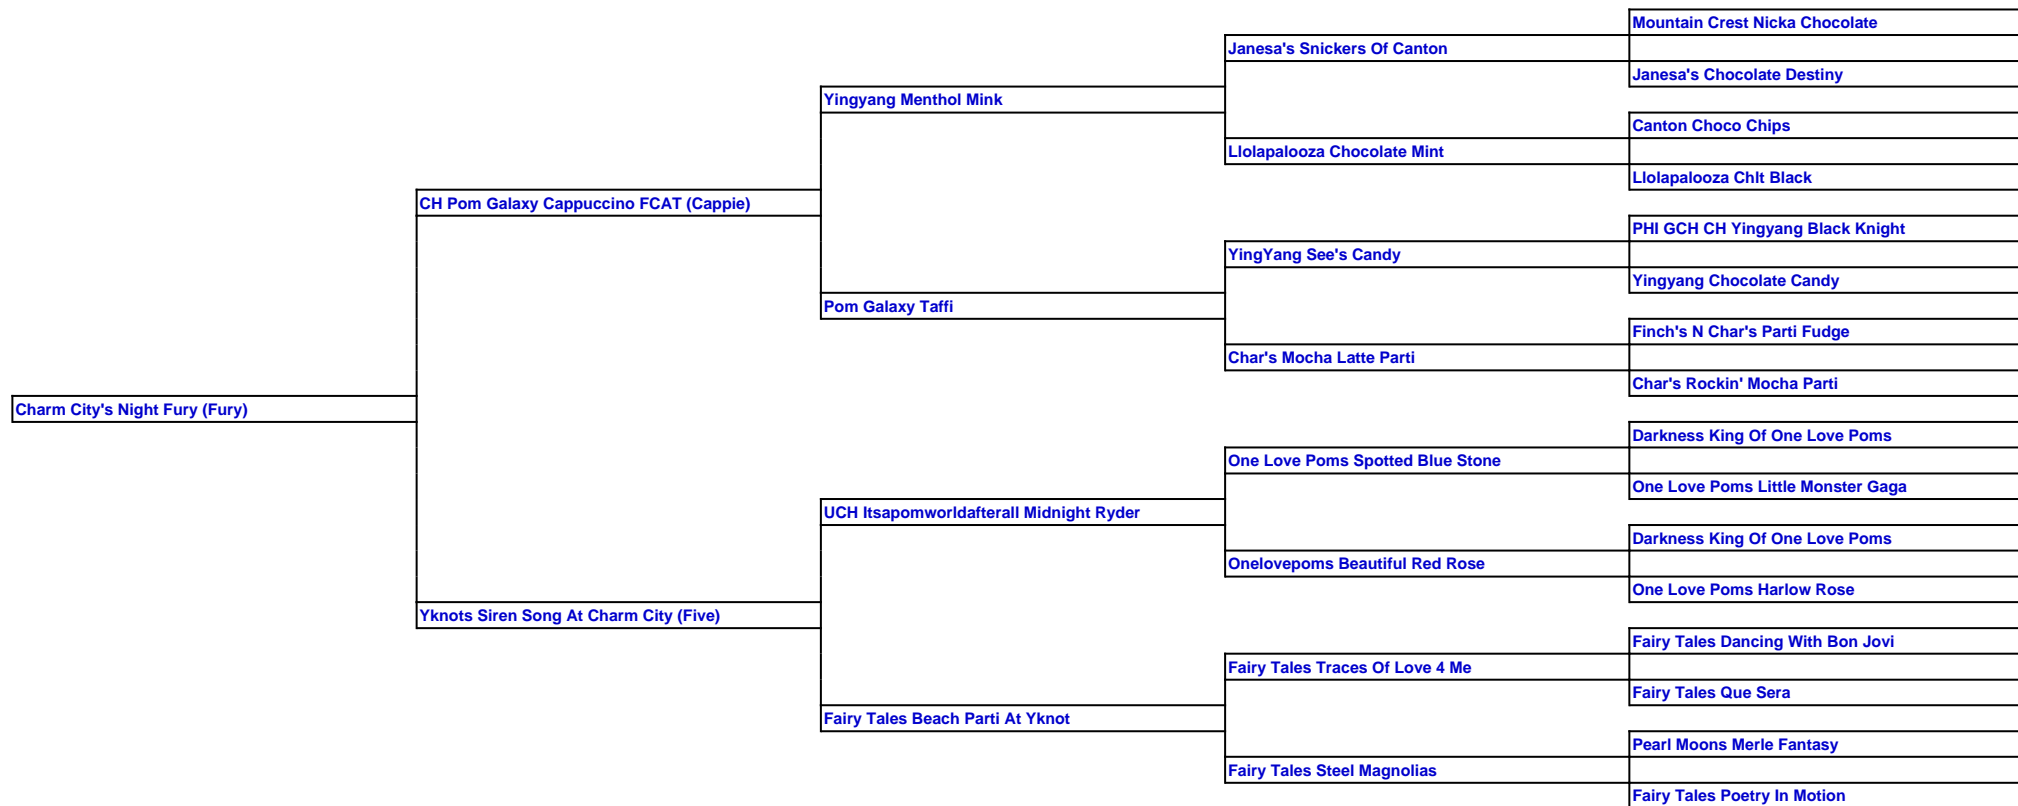 Mountain Crest Nicka Chocolate
Janesa's Snickers Of Canton
Janesa's Chocolate Destiny
Yingyang Menthol Mink
Canton Choco Chips
Llolapalooza Chocolate Mint
Llolapalooza Chlt Black
CH Pom Galaxy Cappuccino FCAT (Cappie)
PHI GCH CH Yingyang Black Knight
YingYang See's Candy
Yingyang Chocolate Candy
Pom Galaxy Taffi
Finch's N Char's Parti Fudge
Char's Mocha Latte Parti
Char's Rockin' Mocha Parti
Charm City's Night Fury (Fury)
Darkness King Of One Love Poms
One Love Poms Spotted Blue Stone
One Love Poms Little Monster Gaga
UCH Itsapomworldafterall Midnight Ryder
Darkness King Of One Love Poms
Onelovepoms Beautiful Red Rose
One Love Poms Harlow Rose
Yknots Siren Song At Charm City (Five)
Fairy Tales Dancing With Bon Jovi
Fairy Tales Traces Of Love 4 Me
Fairy Tales Que Sera
Fairy Tales Beach Parti At Yknot
Pearl Moons Merle Fantasy
Fairy Tales Steel Magnolias
Fairy Tales Poetry In Motion